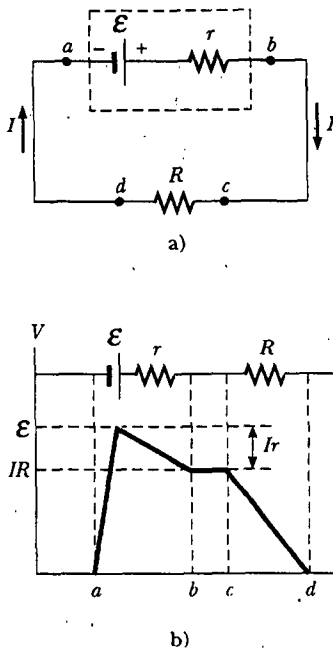 ε
a - + r b
I I
d R c
a)
V
ε r R
ε
Ir
IR
a b c d
b)